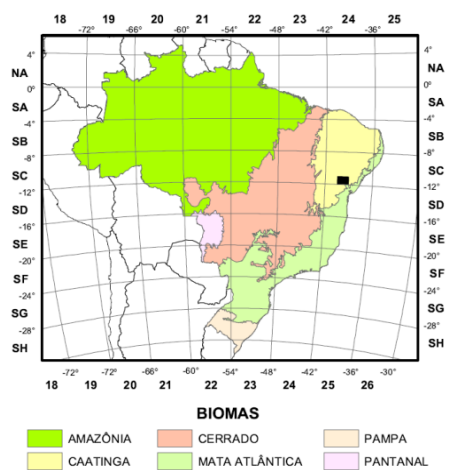 18 19 20 21 22 23 24 25
-72° -66° -60° -54° -48° -42° -36°
4° 4°
NA NA
0° 0°
SA SA
-4° -4°
SB SB
-8° -8°
SC SC
-12° -12°
SD SD
-16° -16°
SE SE
-20° -20°
SF SF
-24° -24°
SG SG
-28° -28°
SH SH
-72° -66° -60° -54° -48° -42° -36° -30°
18 19 20 21 22 23 24 25 26
BIOMAS
AMAZÔNIA CERRADO PAMPA
CAATINGA MATA ATLÂNTICA PANTANAL